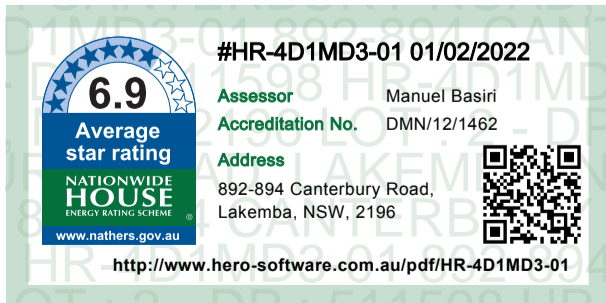 #HR-4D1MD3-01 01/02/2022
6.9
Average
star rating
NATIONWIDE
HOUSE
ENERGY RATING SCHEME
®
www.nathers.gov.au
Assessor Manuel Basiri
Accreditation No. DMN/12/1462
Address
892-894 Canterbury Road,
Lakemba, NSW, 2196
http://www.hero-software.com.au/pdf/HR-4D1MD3-01